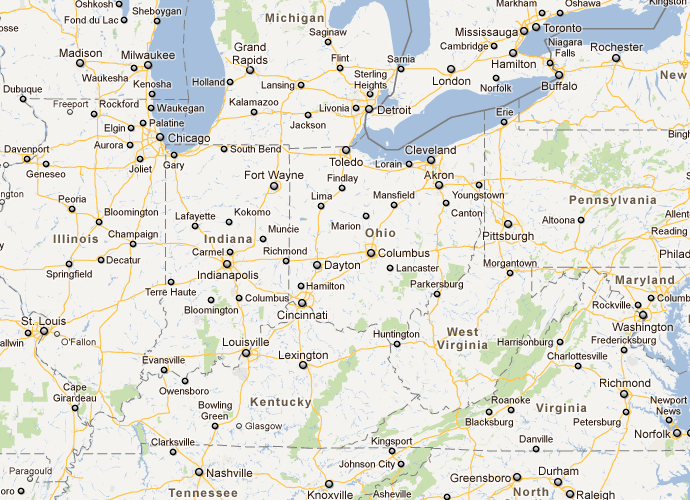 Oshkosh
Sheboygan
Fond du Lac
Michigan
Saginaw
Markham
Oshawa
Kingston
Mississauga
Toronto
Madison
Milwaukee
Grand
Rapids
Flint
Sarnia
Cambridge
Hamilton
Niagara
Falls
Rochester
Waukesha
Holland
Lansing
Sterling
Heights
London
Norfolk
Buffalo
New
Kenosha
Dubuque
Freeport
Rockford
Waukegan
Kalamazoo
Livonia
Detroit
Jackson
Erie
Elgin
Palatine
Chicago
Bing
Aurora
Davenport
Geneseo
Joliet
Gary
South Bend
Toledo
Lorain
Cleveland
Akron
Fort Wayne
Findlay
Youngstown
Canton
Pennsylvania
Peoria
Bloomington
Lafayette
Kokomo
Lima
Mansfield
Marion
Altoona
Allent
Reading
Illinois
Champaign
Indiana
Muncie
Ohio
Pittsburgh
Carmel
Richmond
Columbus
Springfield
Decatur
Indianapolis
Dayton
Lancaster
Morgantown
Philad
Terre Haute
Columbus
Hamilton
Parkersburg
Maryland
Rockville
Columb
Bloomington
Cincinnati
Washington
St. Louis
O'Fallon
allwin
Louisville
Huntington
West
Virginia
Harrisonburg
Fredericksburg
Charlottesville
Evansville
Lexington
Owensboro
Cape
Girardeau
Bowling
Green
Kentucky
Glasgow
Roanoke
Blacksburg
Virginia
Richmond
Newport
News
Petersburg
Norfolk
Clarksville
Kingsport
Danville
Paragould
Nashville
Johnson City
Greensboro
Durham
Tennessee
Knoxville
Asheville
North
Raleigh